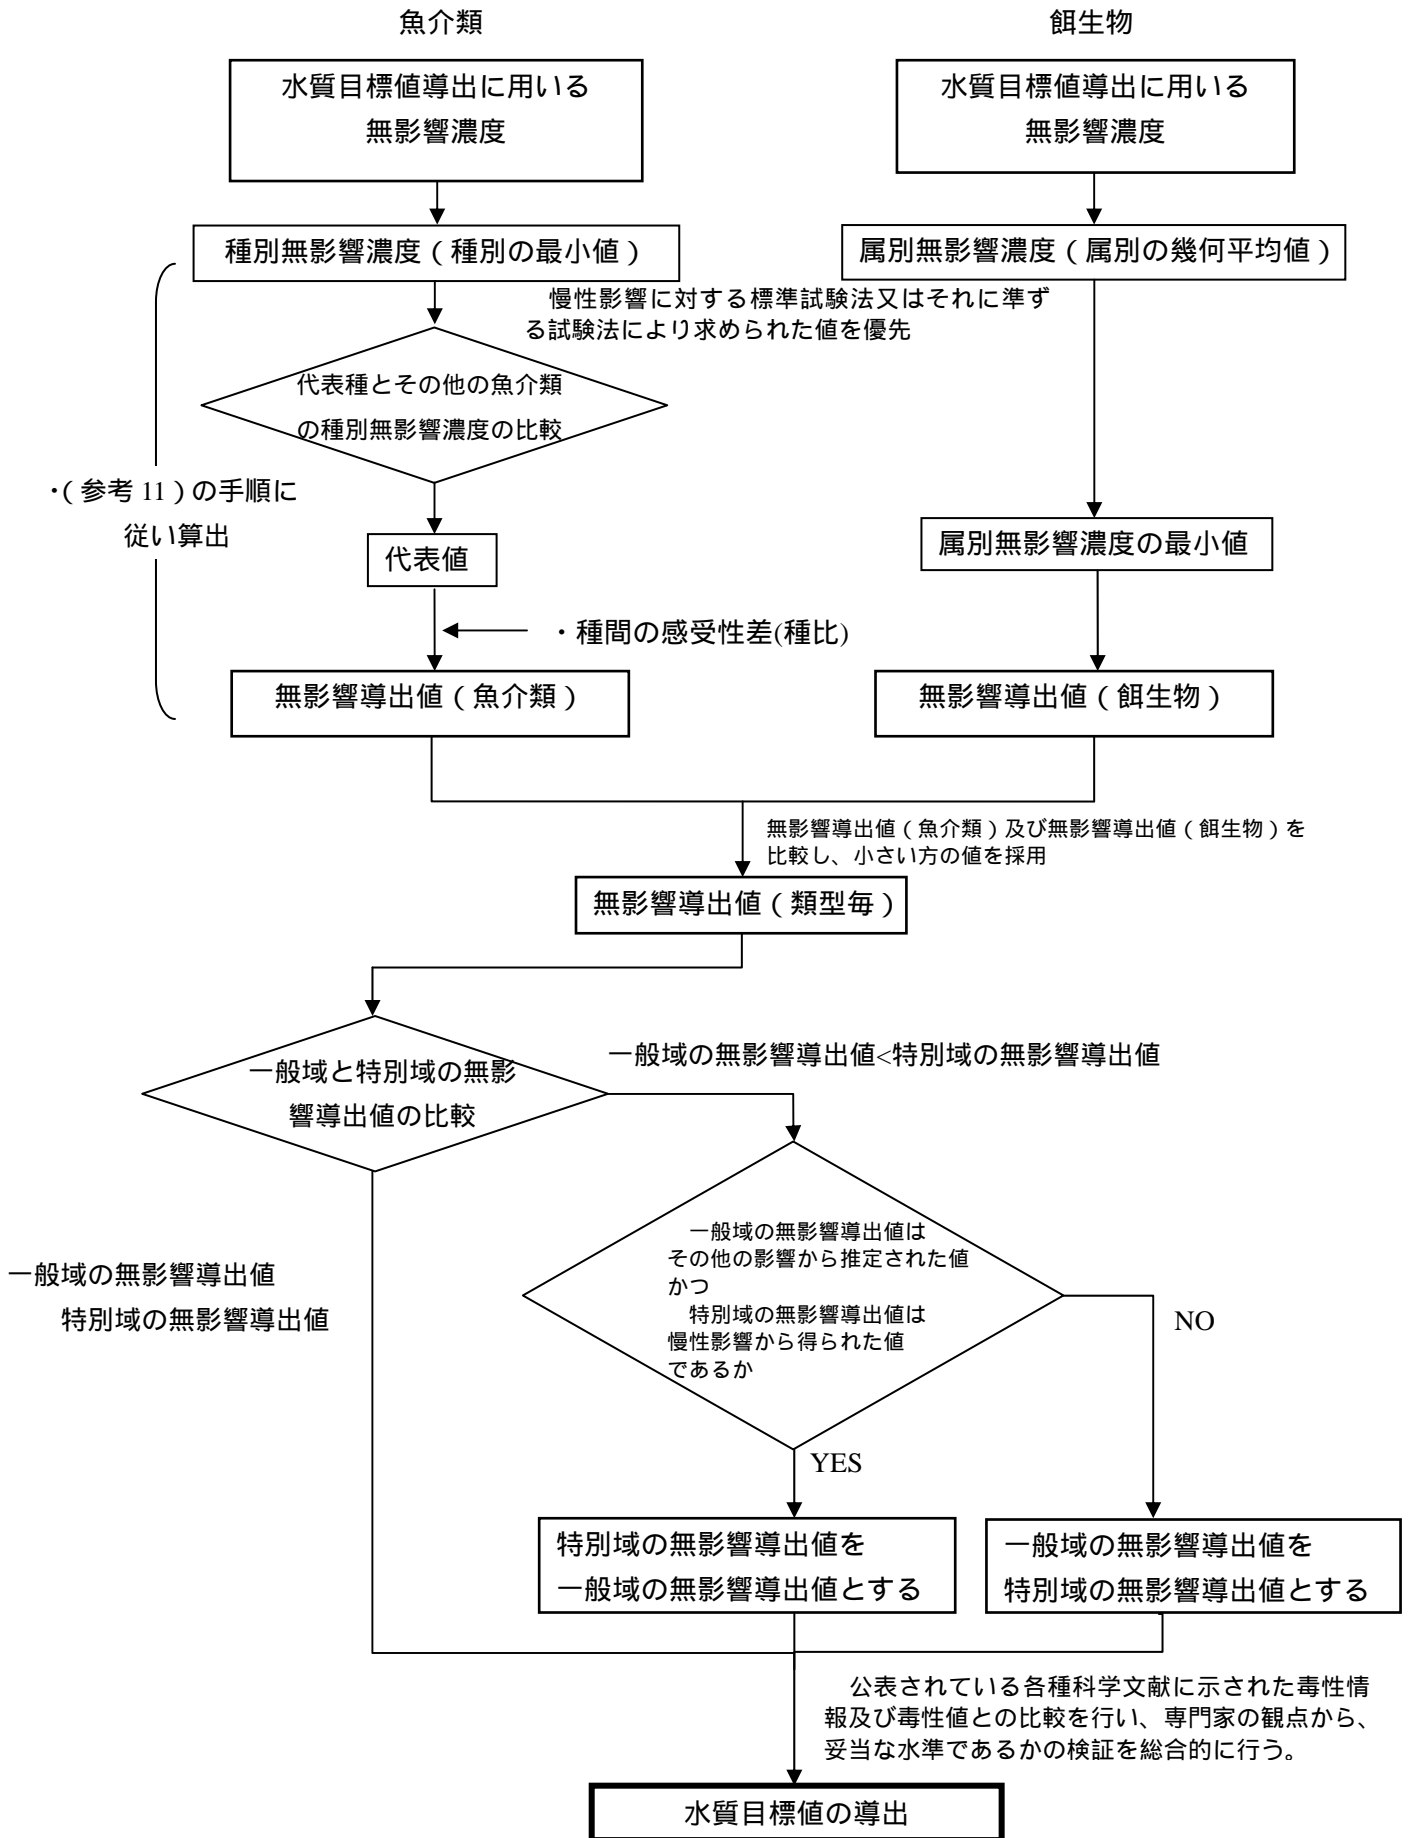 魚介類
餌生物
水質目標値導出に用いる
無影響濃度
水質目標値導出に用いる
無影響濃度
種別無影響濃度(種別の最小値)
属別無影響濃度(属別の幾何平均値)
慢性影響に対する標準試験法又はそれに準ず
る試験法により求められた値を優先
代表種とその他の魚介類
の種別無影響濃度の比較
・(参考 11)の手順に
従い算出
代表値
属別無影響濃度の最小値
・種間の感受性差(種比)
無影響導出値(魚介類)
無影響導出値(餌生物)
無影響導出値(魚介類)及び無影響導出値(餌生物)を
比較し、小さい方の値を採用
無影響導出値(類型毎)
一般域と特別域の無影
響導出値の比較
一般域の無影響導出値<特別域の無影響導出値
一般域の無影響導出値は
その他の影響から推定された値
かつ
特別域の無影響導出値は
慢性影響から得られた値
であるか
一般域の無影響導出値
特別域の無影響導出値
NO
YES
特別域の無影響導出値を
一般域の無影響導出値とする
一般域の無影響導出値を
特別域の無影響導出値とする
公表されている各種科学文献に示された毒性情
報及び毒性値との比較を行い、専門家の観点から、
妥当な水準であるかの検証を総合的に行う。
水質目標値の導出